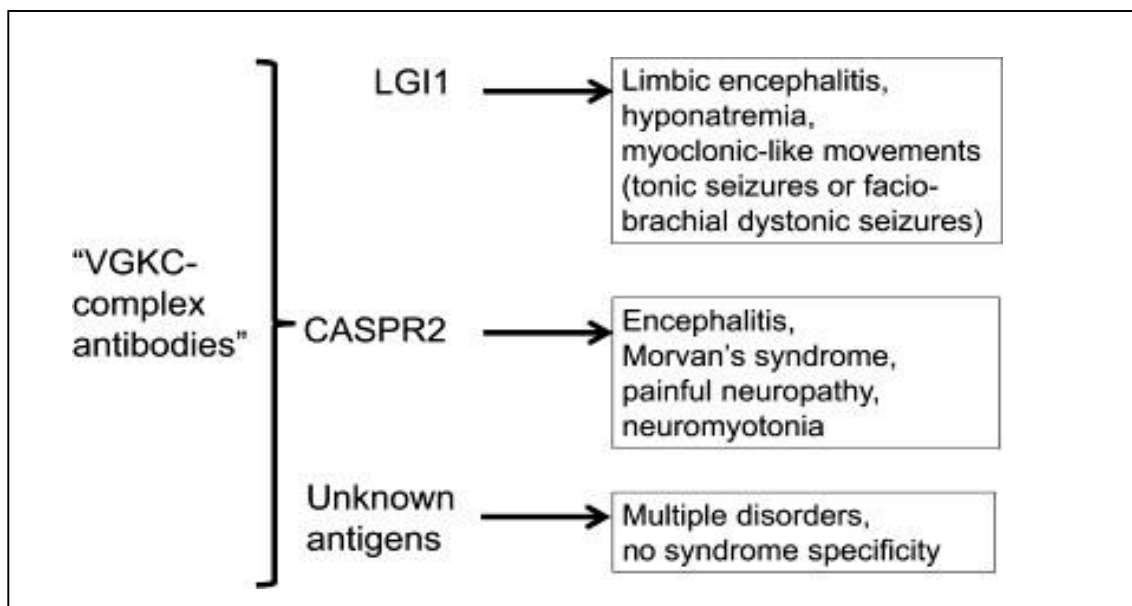 “VGKC-
complex
antibodies”
LGI1
Limbic encephalitis,
hyponatremia,
myoclonic-like movements
(tonic seizures or facio-
brachial dystonic seizures)
CASPR2
Encephalitis,
Morvan’s syndrome,
painful neuropathy,
neuromyotonia
Unknown
antigens
Multiple disorders,
no syndrome specificity